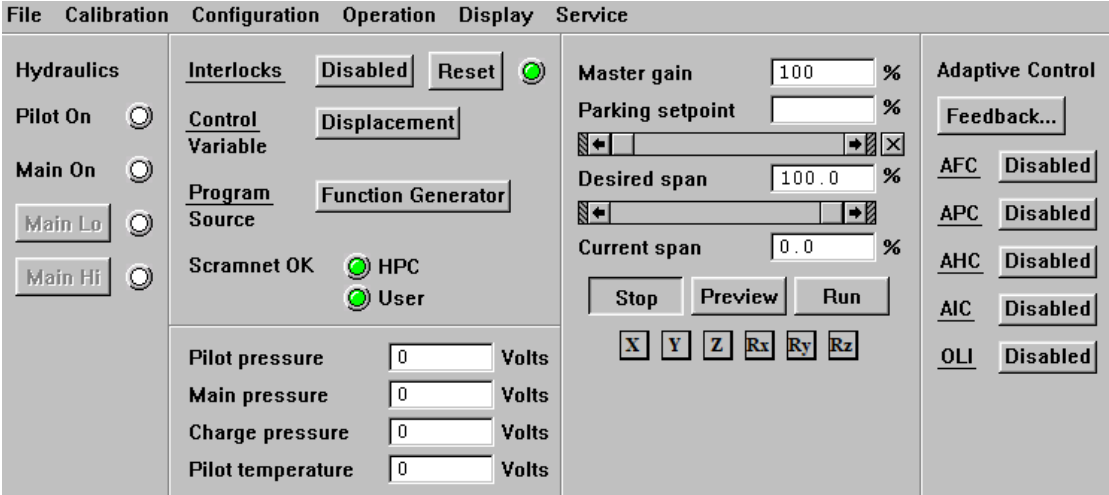 File Calibration Configuration Operation Display Service
Hydraulics
Pilot On
Main On
Main Lo
Main Hi
Interlocks Disabled Reset
Control Displacement
Variable
Program Function Generator
Source
Scramnet OK HPC
User
Pilot pressure 0 Volts
Main pressure 0 Volts
Charge pressure 0 Volts
Pilot temperature 0 Volts
Master gain 100 %
Parking setpoint %
Desired span 100.0 %
Current span 0.0 %
Stop Preview Run
X Y Z Rx Ry Rz
Adaptive Control
Feedback...
AFC Disabled
APC Disabled
AHC Disabled
AIC Disabled
OLI Disabled